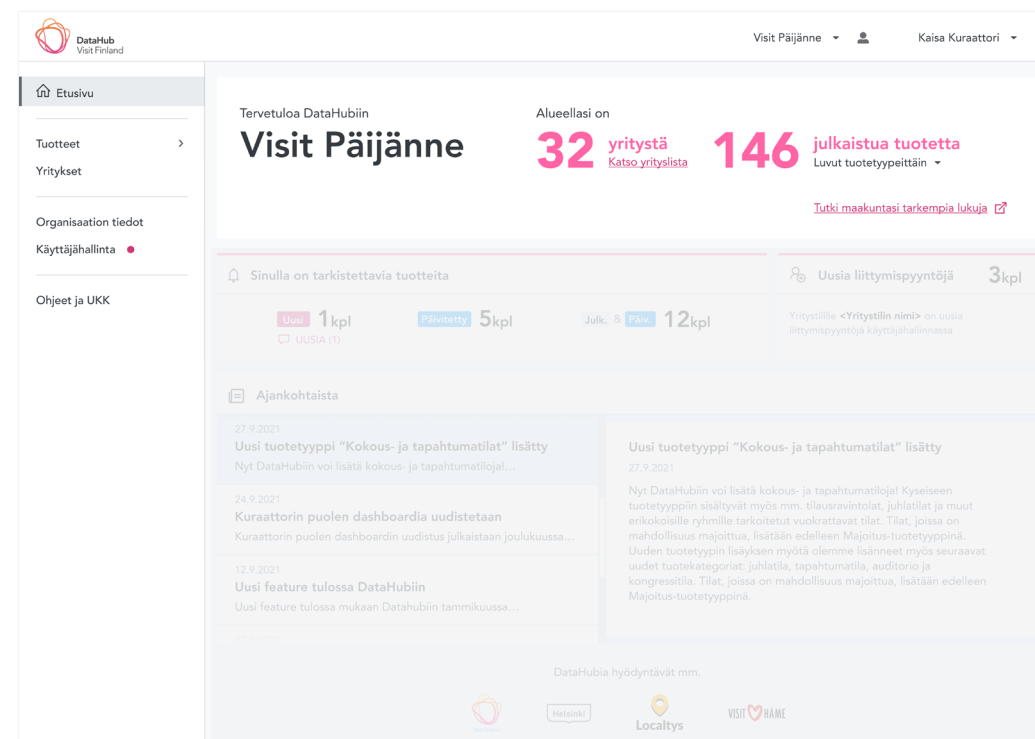 DataHub
Visit Finland
Visit Päijänne
Kaisa Kuraattori
Etusivu
Tuotteet
Yritykset
Organisaation tiedot
Käyttäjähallinta
Ohjeet ja UKK
Tervetuloa DataHubiin
Visit Päijänne
Alueellasi on
32 yritystä
Katso yrityslista
146 julkaistua tuotetta
Luvut tuotetyypeittäin
Tutki maakuntasi tarkempia lukuja
Sinulla on tarkistettavia tuotteita
Uusi 1kpl
UUSIA (1)
Päivitetty 5kpl
Julk. & Päiv. 12kpl
Uusia liittymispyyntöjä 3kpl
Yritystilille <Yritystilin nimi> on uusia
liittymispyyntöjä käyttäjähallinnassa
Ajankohtaista
27.9.2021
Uusi tuotetyyppi “Kokous- ja tapahtumatilat” lisätty
Nyt DataHubiin voi lisätä kokous- ja tapahtumatiloja!...
24.9.2021
Kuraattorin puolen dashboardia uudistetaan
Kuraattorin puolen dashboardin uudistus julkaistaan joulukuussa...
12.9.2021
Uusi feature tulossa DataHubiin
Uusi feature tulossa mukaan Datahubiin tammikuussa...
Uusi tuotetyyppi “Kokous- ja tapahtumatilat” lisätty
27.9.2021
Nyt DataHubiin voi lisätä kokous- ja tapahtumatiloja! Kyseiseen
tuotetyyppiin sisältyvät myös mm. tilausravintolat, juhlatilat ja muut
erikokoisille ryhmille tarkoitetut vuokrattavat tilat. Tilat, joissa on
mahdollisuus majoittua, lisätään edelleen Majoitus-tuotetyyppinä.
Uuden tuotetyypin lisäyksen myötä olemme lisänneet myös seuraavat
uudet tuotekategoriat: juhlatila, tapahtumatila, auditorio ja
kongressitila. Tilat, joissa on mahdollisuus majoittua, lisätään edelleen
Majoitus-tuotetyyppinä.
DataHubia hyödyntävät mm.
Helsinki
Localtys
VISIT HÄME